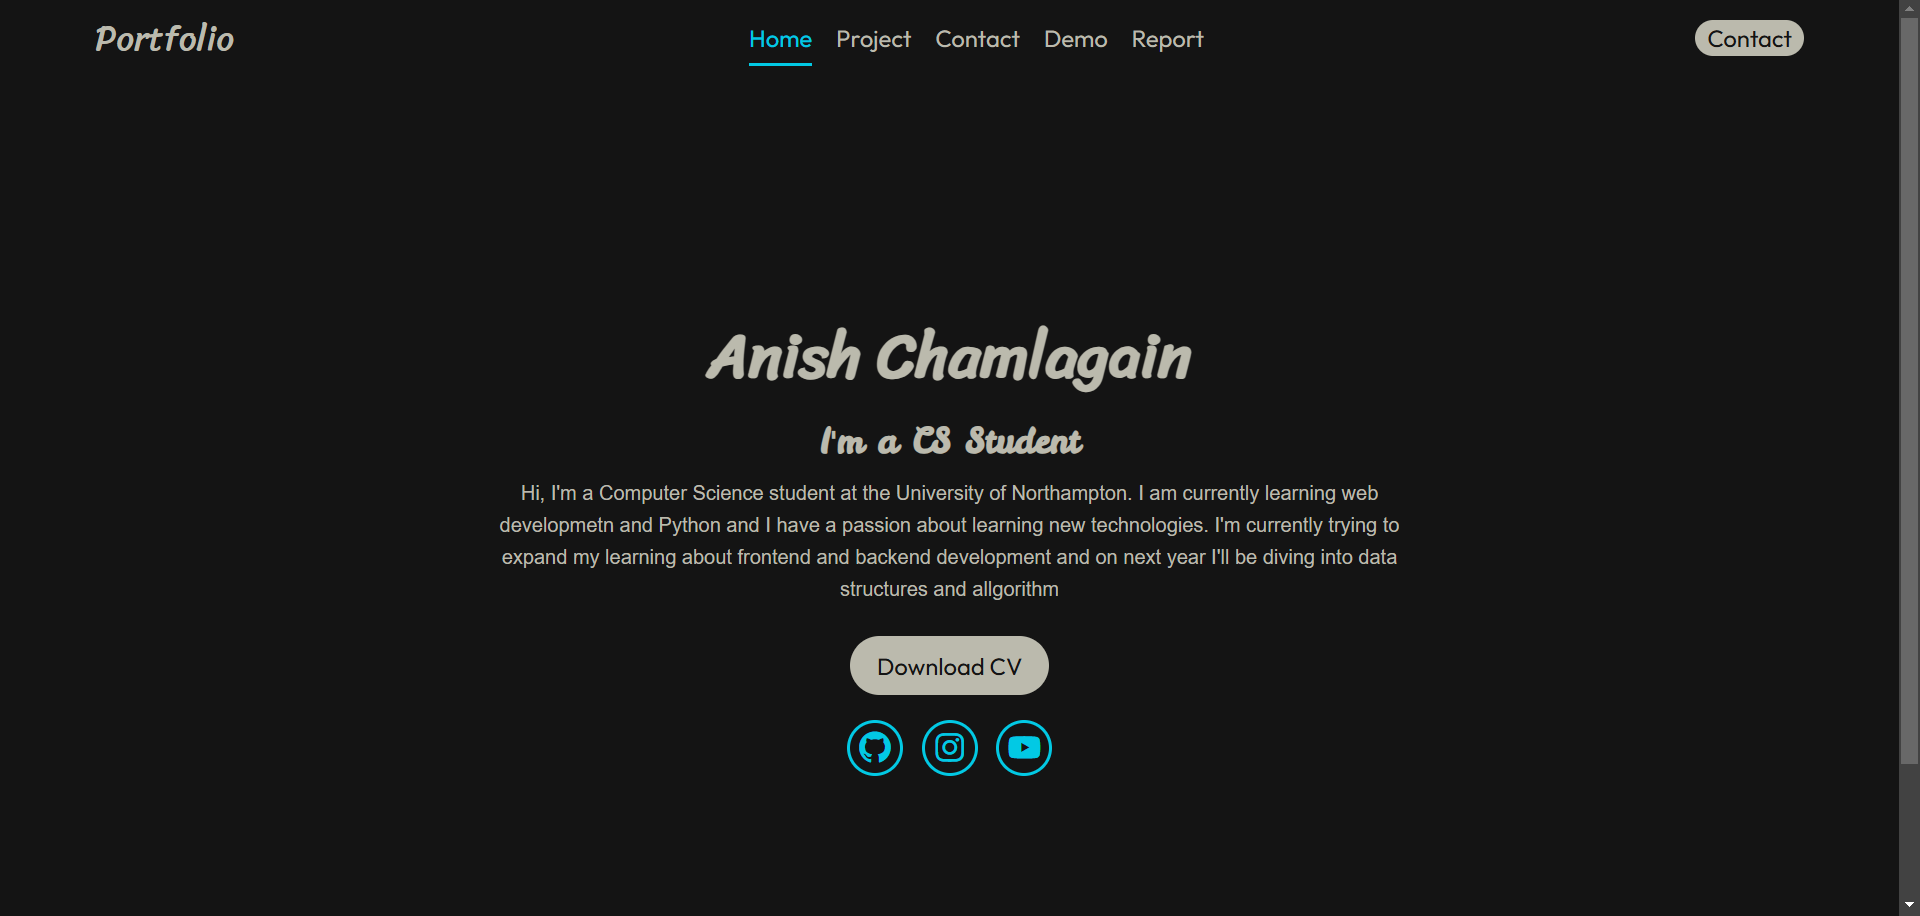 Portfolio
Home Project Contact Demo Report
Contact
Anish Chamlagain
I'm a CS Student
Hi, I'm a Computer Science student at the University of Northampton. I am currently learning web
developmetn and Python and I have a passion about learning new technologies. I'm currently trying to
expand my learning about frontend and backend development and on next year I'll be diving into data
structures and allgorithm
Download CV